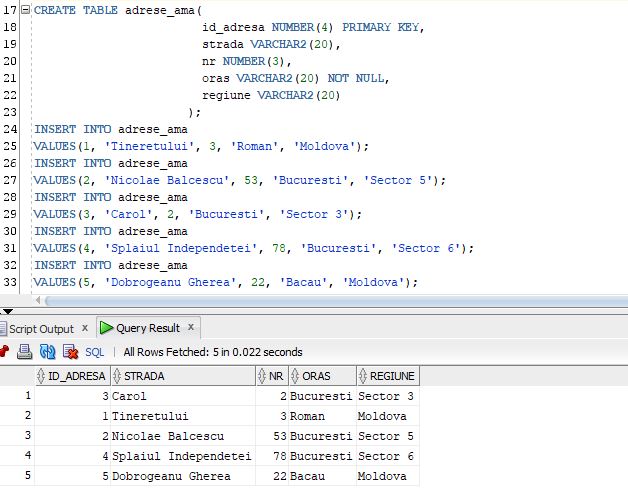 17 CREATE TABLE adrese_ama(
18 id_adresa NUMBER(4) PRIMARY KEY,
19 strada VARCHAR2(20),
20 nr NUMBER(3),
21 oras VARCHAR2(20) NOT NULL,
22 regiune VARCHAR2(20)
23 );
24 INSERT INTO adrese_ama
25 VALUES(1, 'Tineretului', 3, 'Roman', 'Moldova');
26 INSERT INTO adrese_ama
27 VALUES(2, 'Nicolae Balcescu', 53, 'Bucuresti', 'Sector 5');
28 INSERT INTO adrese_ama
29 VALUES(3, 'Carol', 2, 'Bucuresti', 'Sector 3');
30 INSERT INTO adrese_ama
31 VALUES(4, 'Splaiul Independetei', 78, 'Bucuresti', 'Sector 6');
32 INSERT INTO adrese_ama
33 VALUES(5, 'Dobrogeanu Gherea', 22, 'Bacau', 'Moldova');
Script Output x Query Result x
SQL | All Rows Fetched: 5 in 0.022 seconds
ID_ADRESA STRADA NR ORAS REGIUNE
1 3 Carol 2 Bucuresti Sector 3
2 1 Tineretului 3 Roman Moldova
3 2 Nicolae Balcescu 53 Bucuresti Sector 5
4 4 Splaiul Independetei 78 Bucuresti Sector 6
5 5 Dobrogeanu Gherea 22 Bacau Moldova